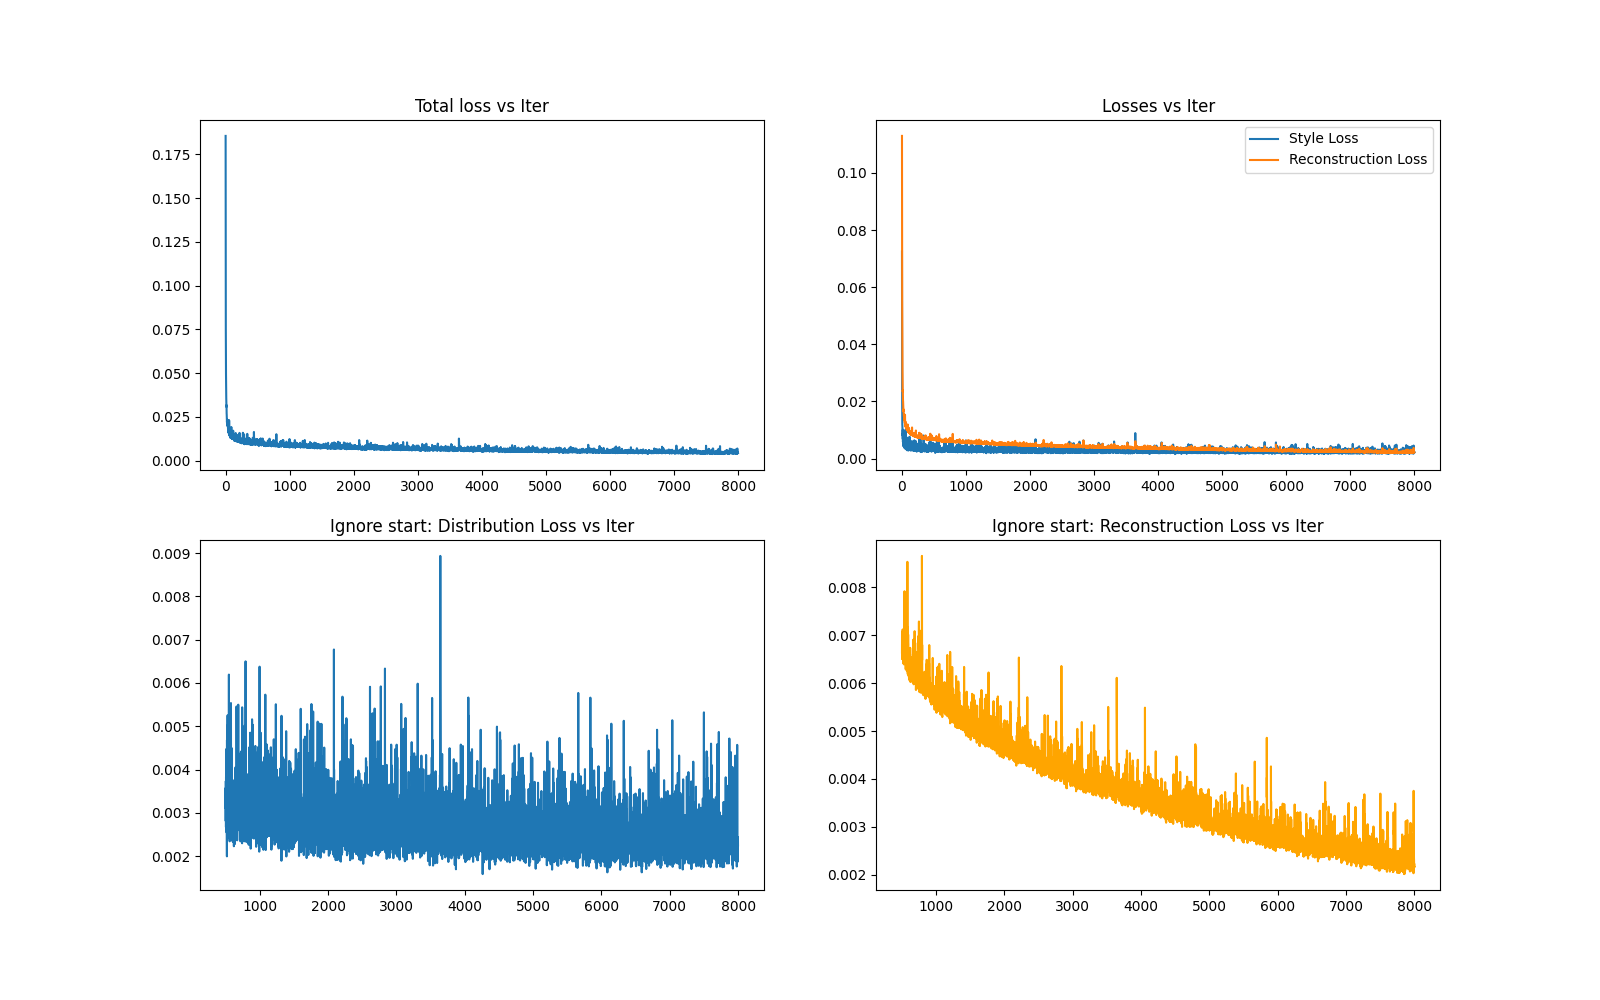 Total loss vs Iter
0.175
0.150
0.125
0.100
0.075
0.050
0.025
0.000
0 1000 2000 3000 4000 5000 6000 7000 8000
Losses vs Iter
Style Loss
Reconstruction Loss
0.10
0.08
0.06
0.04
0.02
0.00
0 1000 2000 3000 4000 5000 6000 7000 8000
Ignore start: Distribution Loss vs Iter
0.009
0.008
0.007
0.006
0.005
0.004
0.003
0.002
1000 2000 3000 4000 5000 6000 7000 8000
Ignore start: Reconstruction Loss vs Iter
0.008
0.007
0.006
0.005
0.004
0.003
0.002
1000 2000 3000 4000 5000 6000 7000 8000